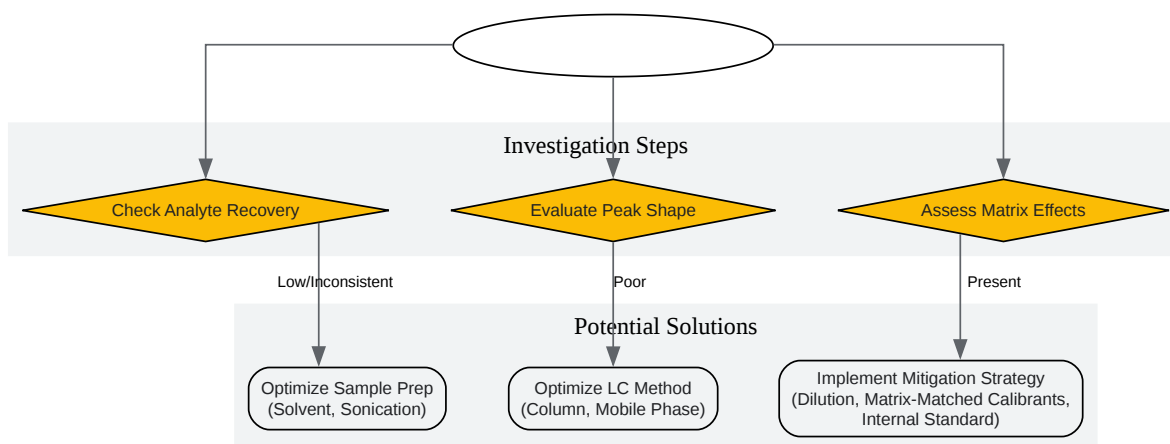 Investigation Steps
Check Analyte Recovery
Evaluate Peak Shape
Assess Matrix Effects
Low/Inconsistent
Poor
Present
Potential Solutions
Optimize Sample Prep
(Solvent, Sonication)
Optimize LC Method
(Column, Mobile Phase)
Implement Mitigation Strategy
(Dilution, Matrix-Matched Calibrants,
Internal Standard)